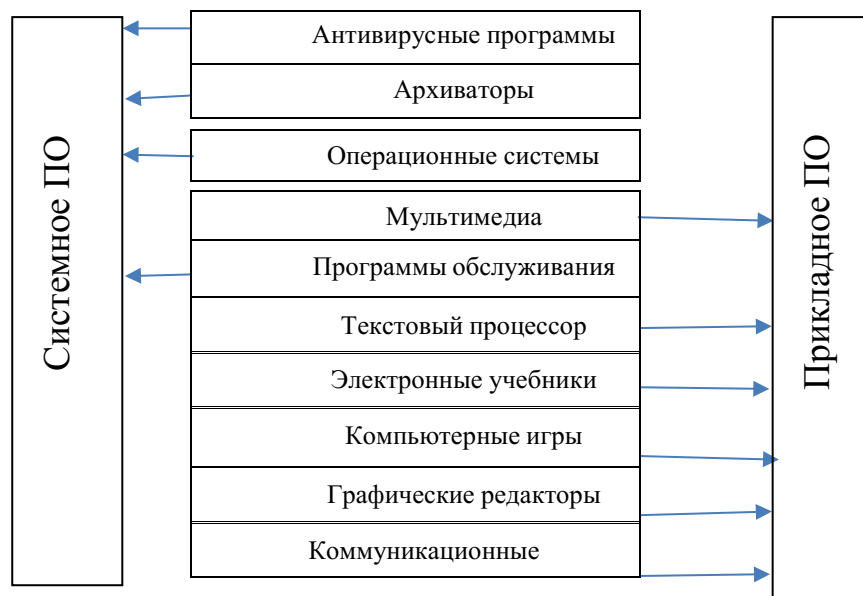 Системное ПО
Антивирусные программы
Архиваторы
Операционные системы
Мультимедиа
Программы обслуживания
Текстовый процессор
Электронные учебники
Компьютерные игры
Графические редакторы
Коммуникационные
Прикладное ПО